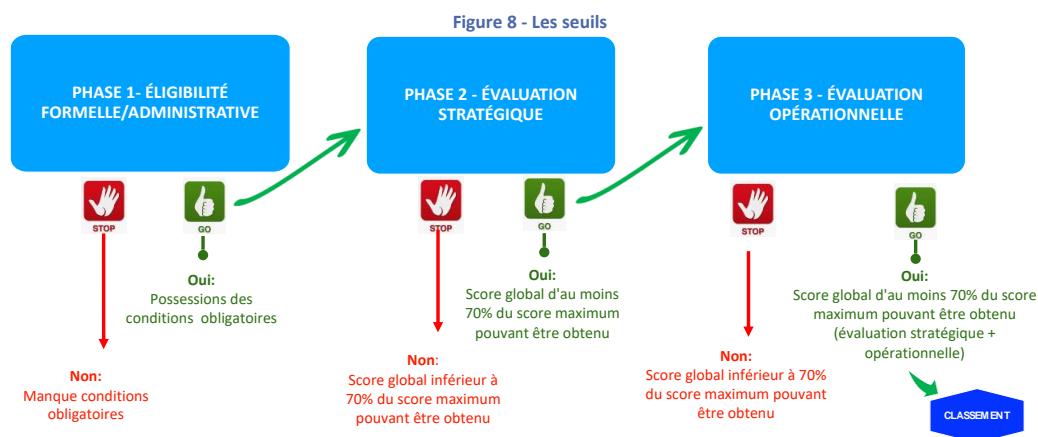 Figure 8 - Les seuils
PHASE 1- ÉLIGIBILITÉ
FORMELLE/ADMINISTRATIVE
PHASE 2 - ÉVALUATION
STRATÉGIQUE
PHASE 3 - ÉVALUATION
OPÉRATIONNELLE
STOP
GO
STOP
GO
STOP
GO
Oui:
Possessions des
conditions obligatoires
Oui:
Score global d'au moins
70% du score maximum
pouvant être obtenu
Oui:
Score global d'au moins 70% du score
maximum pouvant être obtenu
(évaluation stratégique +
opérationnelle)
Non:
Manque conditions
obligatoires
Non:
Score global inférieur à
70% du score maximum
pouvant être obtenu
Non:
Score global inférieur à 70%
du score maximum pouvant
être obtenu
CLASSEMENT